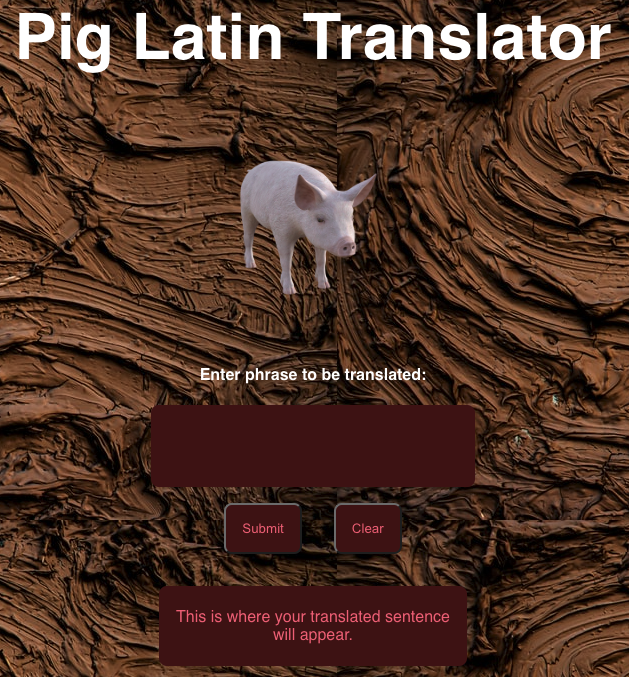 Pig Latin Translator
Enter phrase to be translated:
Submit
Clear
This is where your translated sentence
will appear.